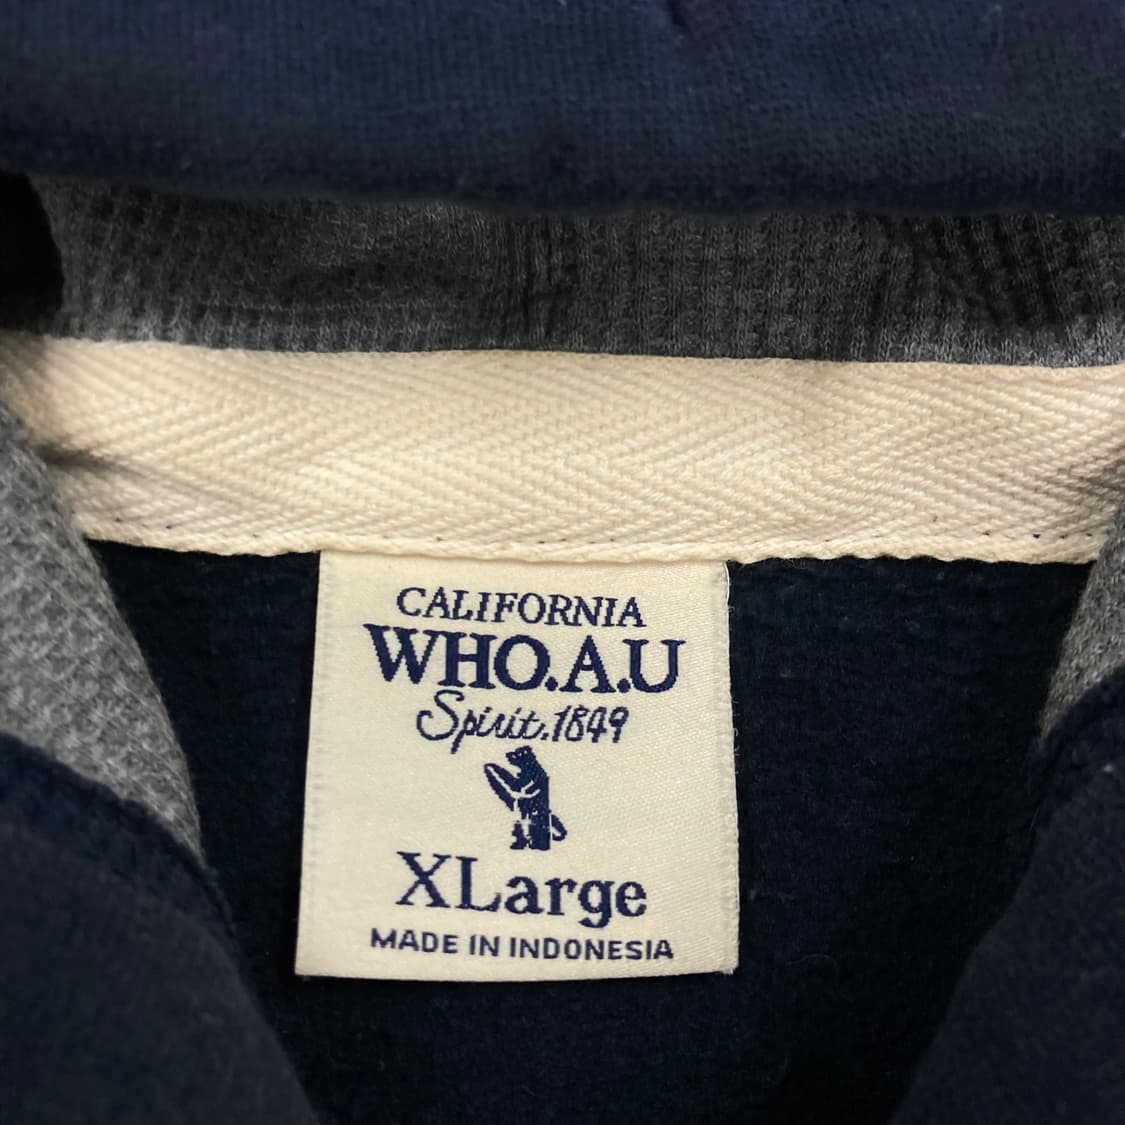 CALIFORNIA
WHO.A.U
Spirit.1849
XLarge
MADE IN INDONESIA